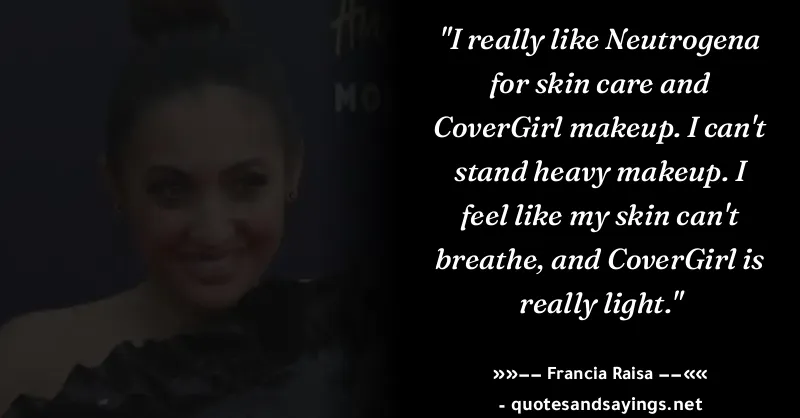 "I really like Neutrogena
for skin care and
CoverGirl makeup. I can't
stand heavy makeup. I
feel like my skin can't
breathe, and CoverGirl is
really light."
»»−− Francia Raisa −−««
- quotesandsayings.net